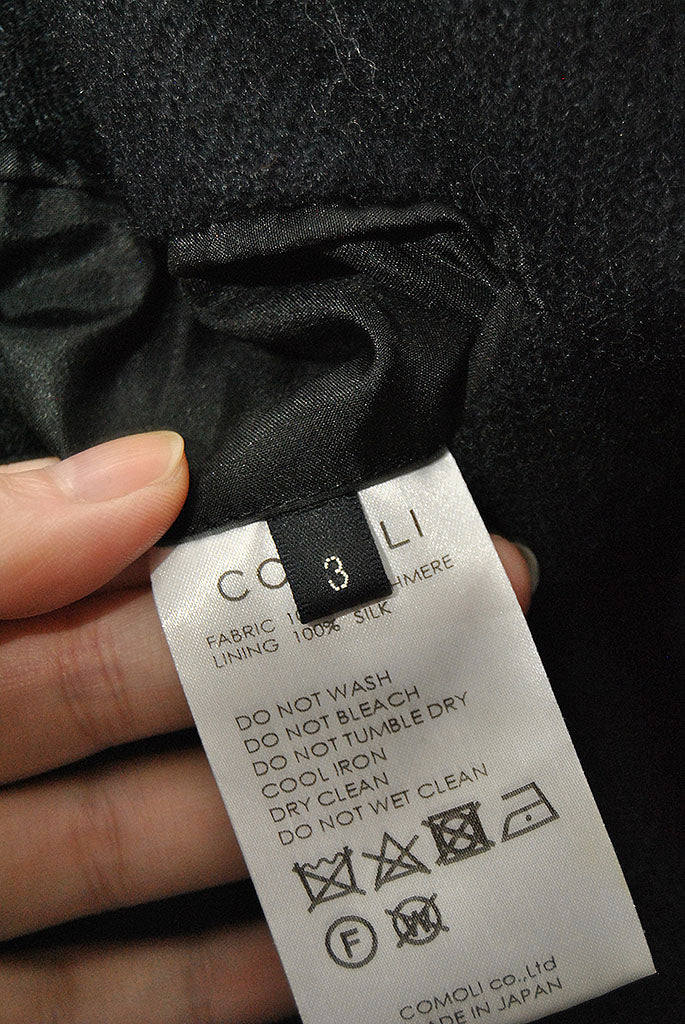 CO LI
3
FABRIC 10 HMERE
LINING 100% SILK
DO NOT WASH
DO NOT BLEACH
DO NOT TUMBLE DRY
COOL IRON
DRY CLEAN
DO NOT WET CLEAN
F W
COMOLI co.,Ltd
ADE IN JAPAN